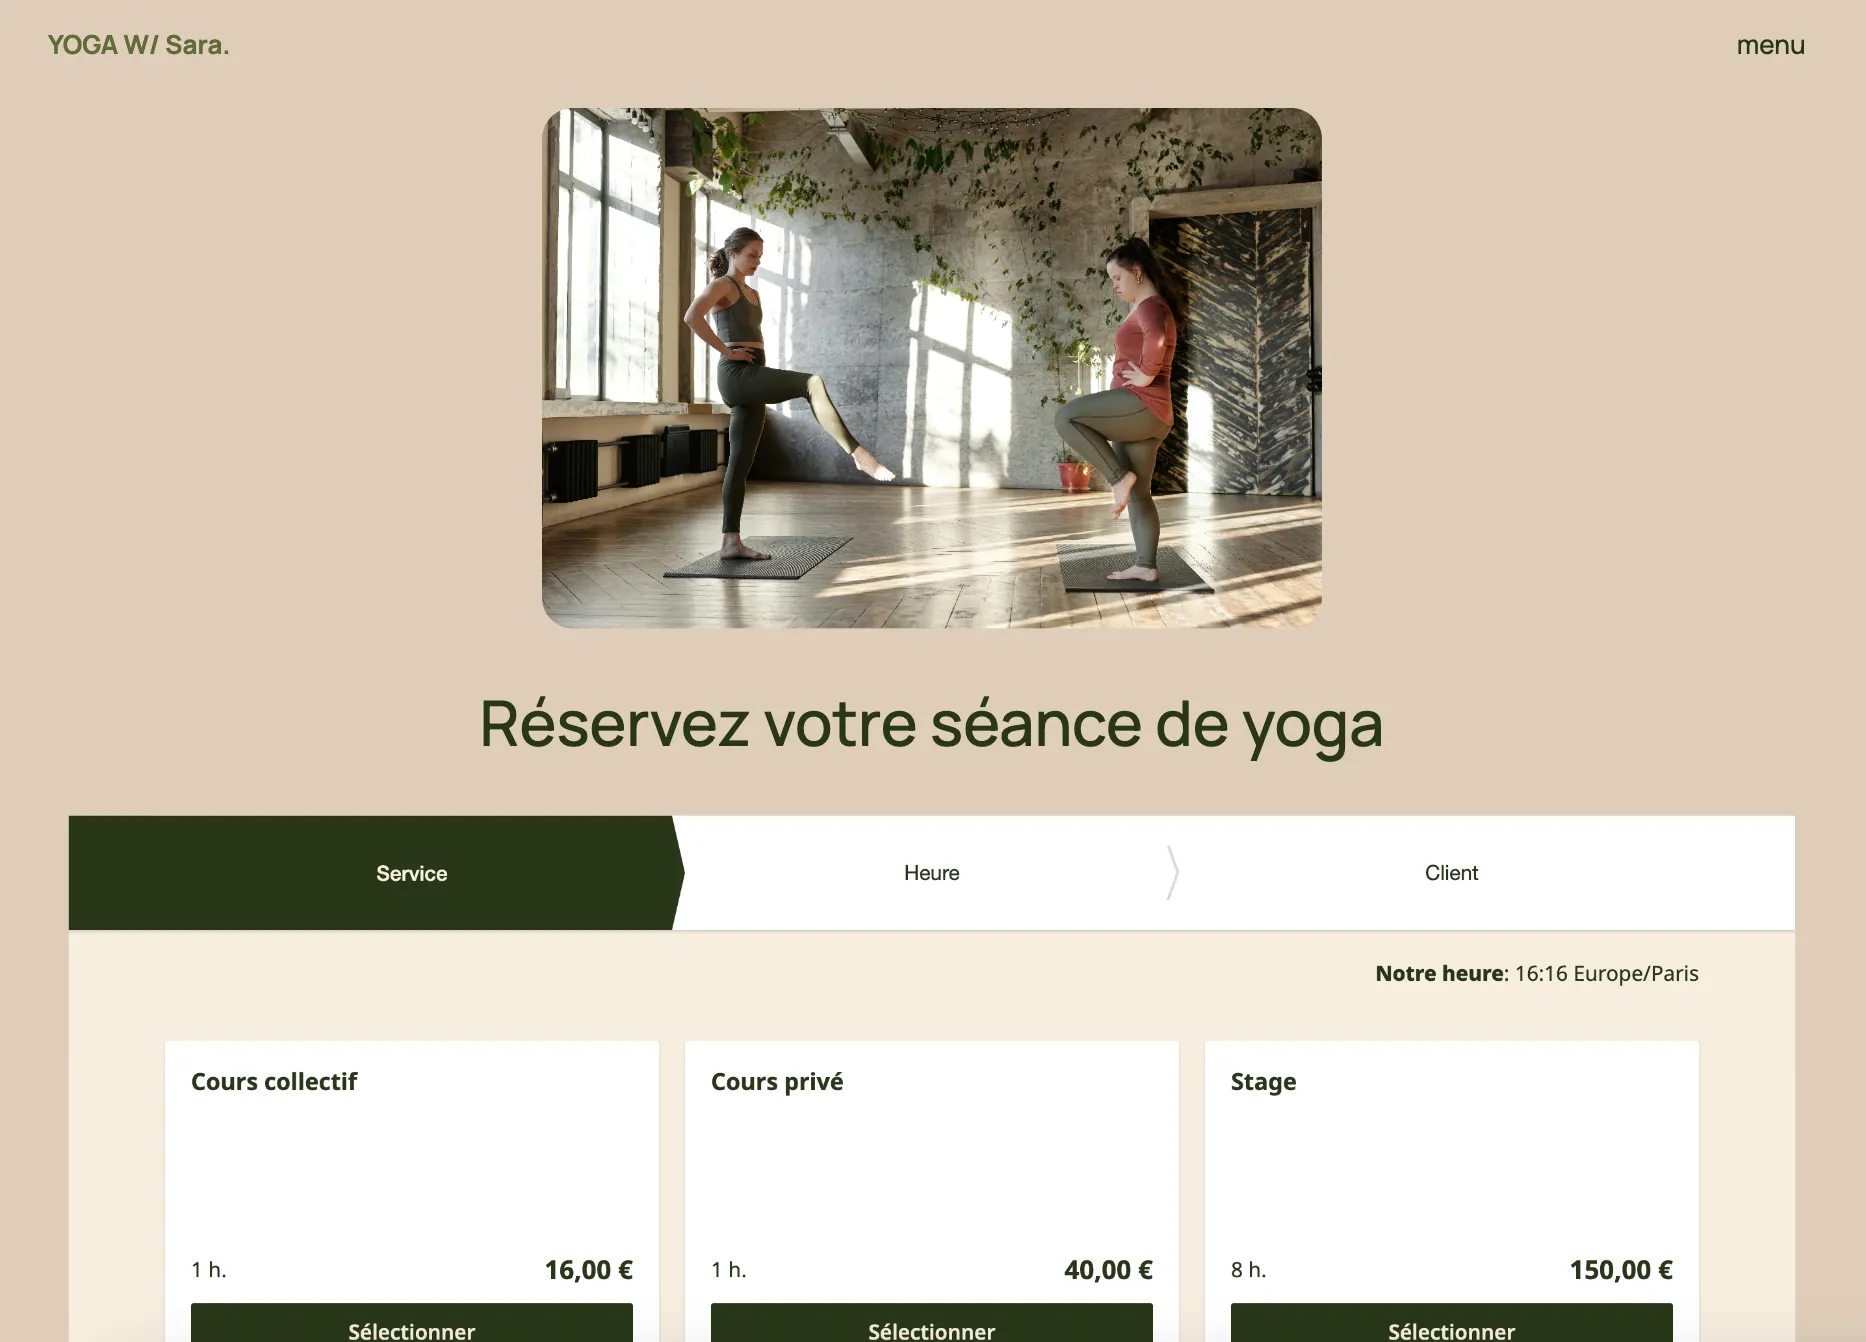 YOGA W/ Sara.
menu
Réservez votre séance de yoga
Service
Heure
Client
Notre heure: 16:16 Europe/Paris
Cours collectif
1 h.
16,00 €
Sélectionner
Cours privé
1 h.
40,00 €
Sélectionner
Stage
8 h.
150,00 €
Sélectionner